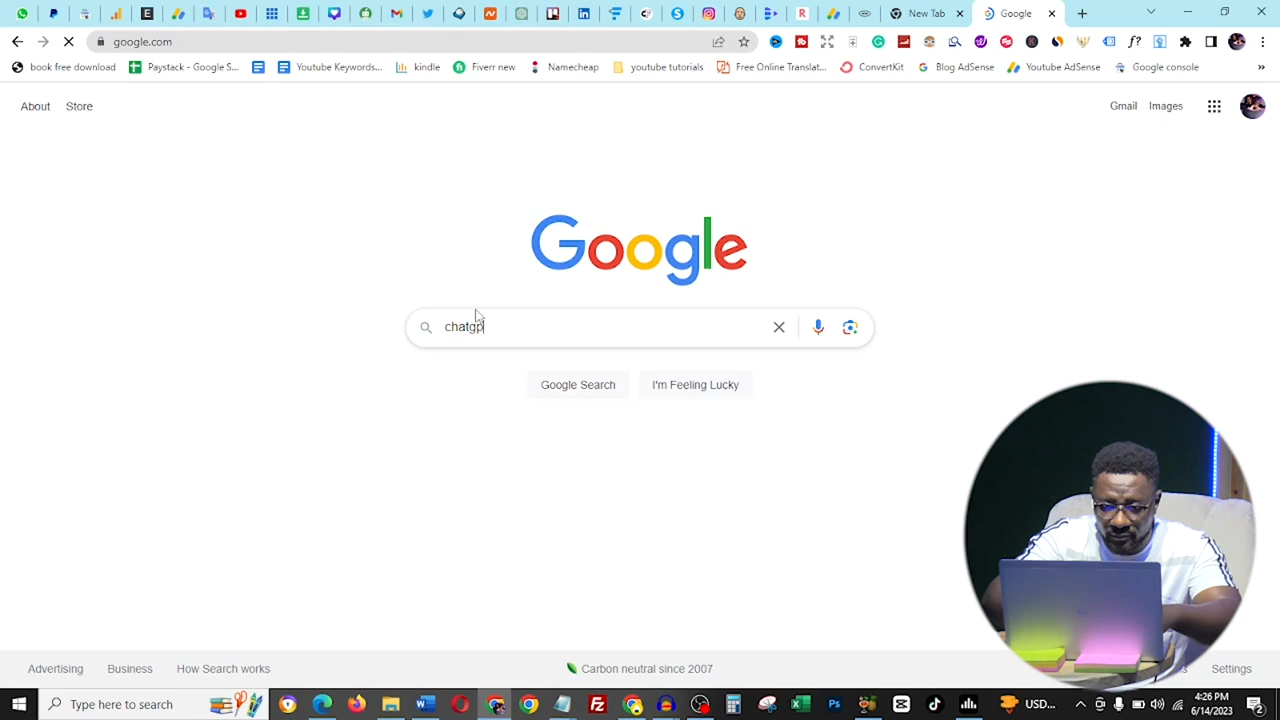 New Tab
Google
google.com
book free download
Paystack - Google S...
Youtube Keywords...
kindle
Fiverr new
Namecheap
youtube tutorials
Free Online Translat...
ConvertKit
Blog AdSense
Youtube AdSense
Google console
About
Store
Gmail
Images
Google
chatgp
Google Search
I'm Feeling Lucky
Advertising
Business
How Search works
Carbon neutral since 2007
Settings
Type here to search
USD...
4:26 PM
6/14/2023